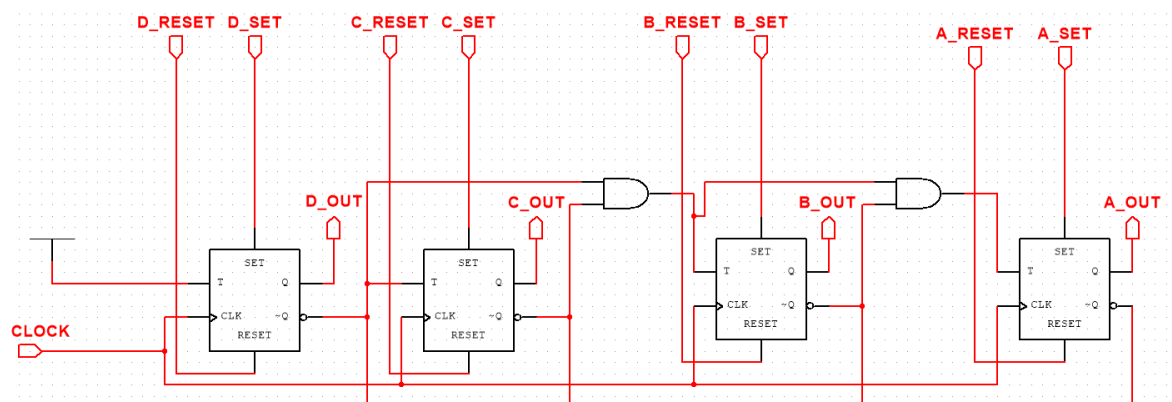 D_RESET D_SET C_RESET C_SET B_RESET B_SET A_RESET A_SET
D_OUT C_OUT B_OUT A_OUT
SET SET SET SET
T Q T Q T Q T Q
CLK ~Q CLK ~Q CLK ~Q CLK ~Q
RESET RESET RESET RESET
CLOCK